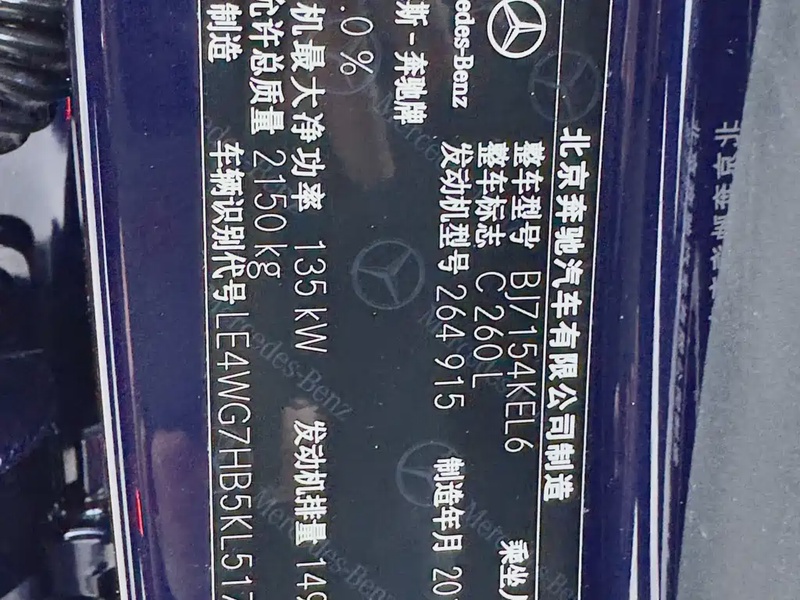 北京奔驰汽车有限公司制造
整车型号 BJ7154KEL6 乘坐人
整车标志 C 260 L
edes-Benz 发动机型号 264 915 制造年月 201
斯-奔驰牌
.0 %
机最大净功率 135 kW 发动机排量 149
允许总质量 2150 kg
制造 车辆识别代号 LE4WG7HB5KL517